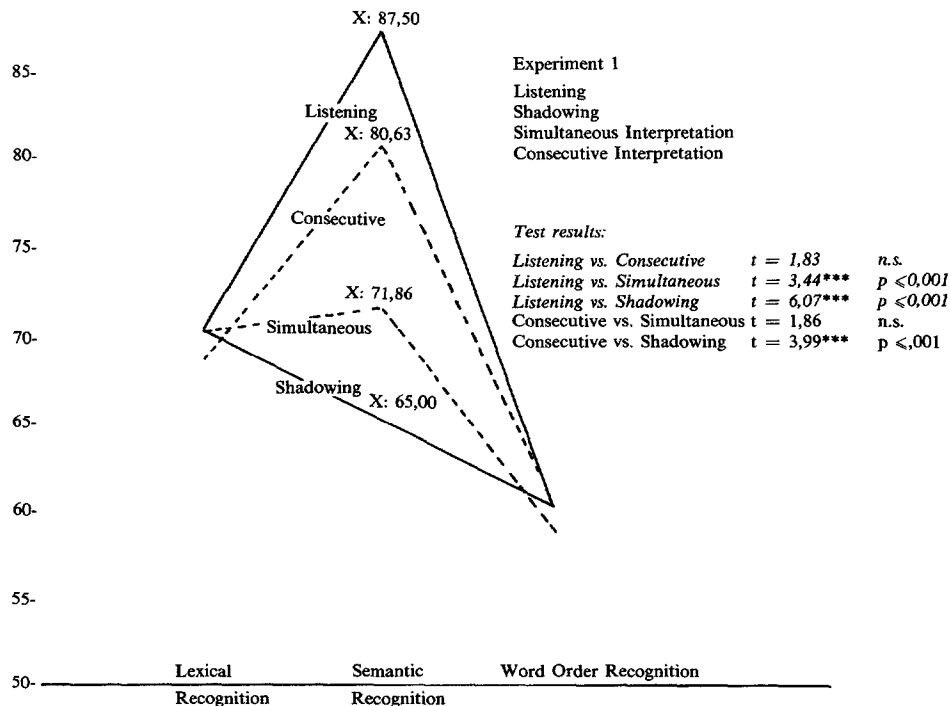 X: 87,50
85-
Experiment 1
Listening
Listening
Shadowing
X: 80,63
Simultaneous Interpretation
80-
Consecutive Interpretation
Consecutive
Test results:
75-
Listening vs. Consecutive t = 1,83 n.s.
Listening vs. Simultaneous t = 3,44*** p ⩽0,001
X: 71,86
Listening vs. Shadowing t = 6,07*** p ⩽0,001
Simultaneous
Consecutive vs. Simultaneous t = 1,86 n.s.
70-
Consecutive vs. Shadowing t = 3,99*** p ⩽,001
Shadowing
X: 65,00
65-
60-
55-
Lexical Semantic Word Order Recognition
50-
Recognition Recognition